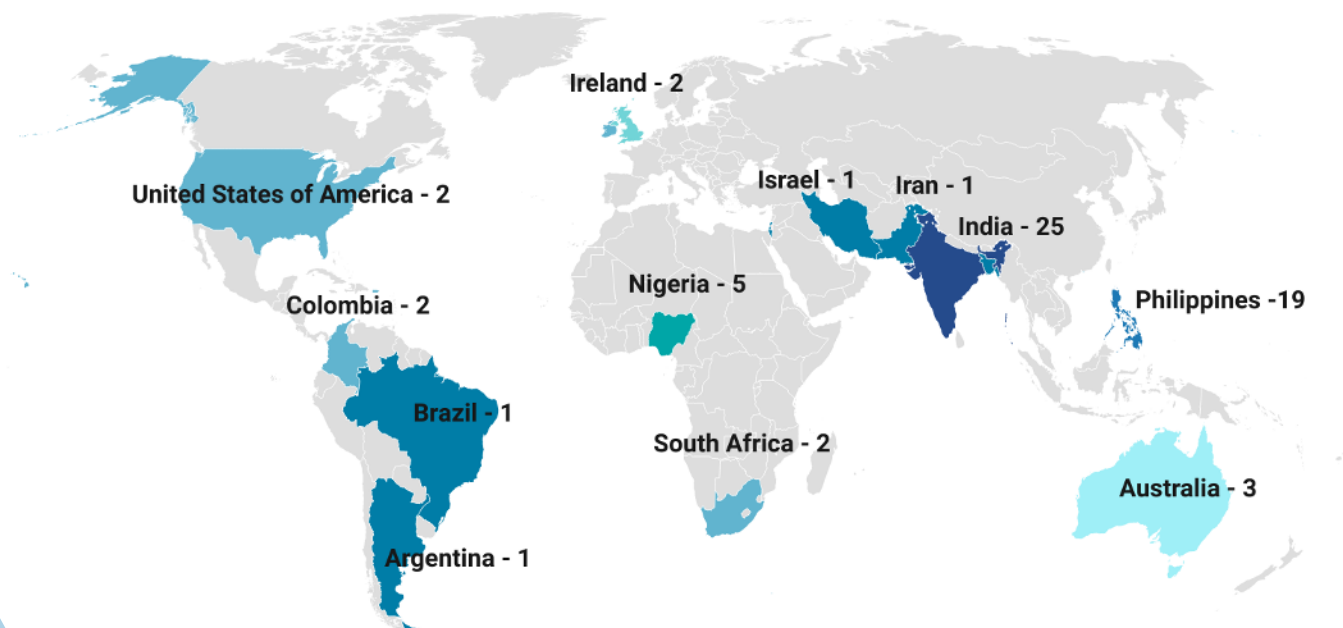 Ireland - 2
Israel - 1
Iran - 1
United States of America - 2
India - 25
Nigeria - 5
Philippines -19
Colombia - 2
Brazil - 1
South Africa - 2
Australia - 3
Argentina - 1